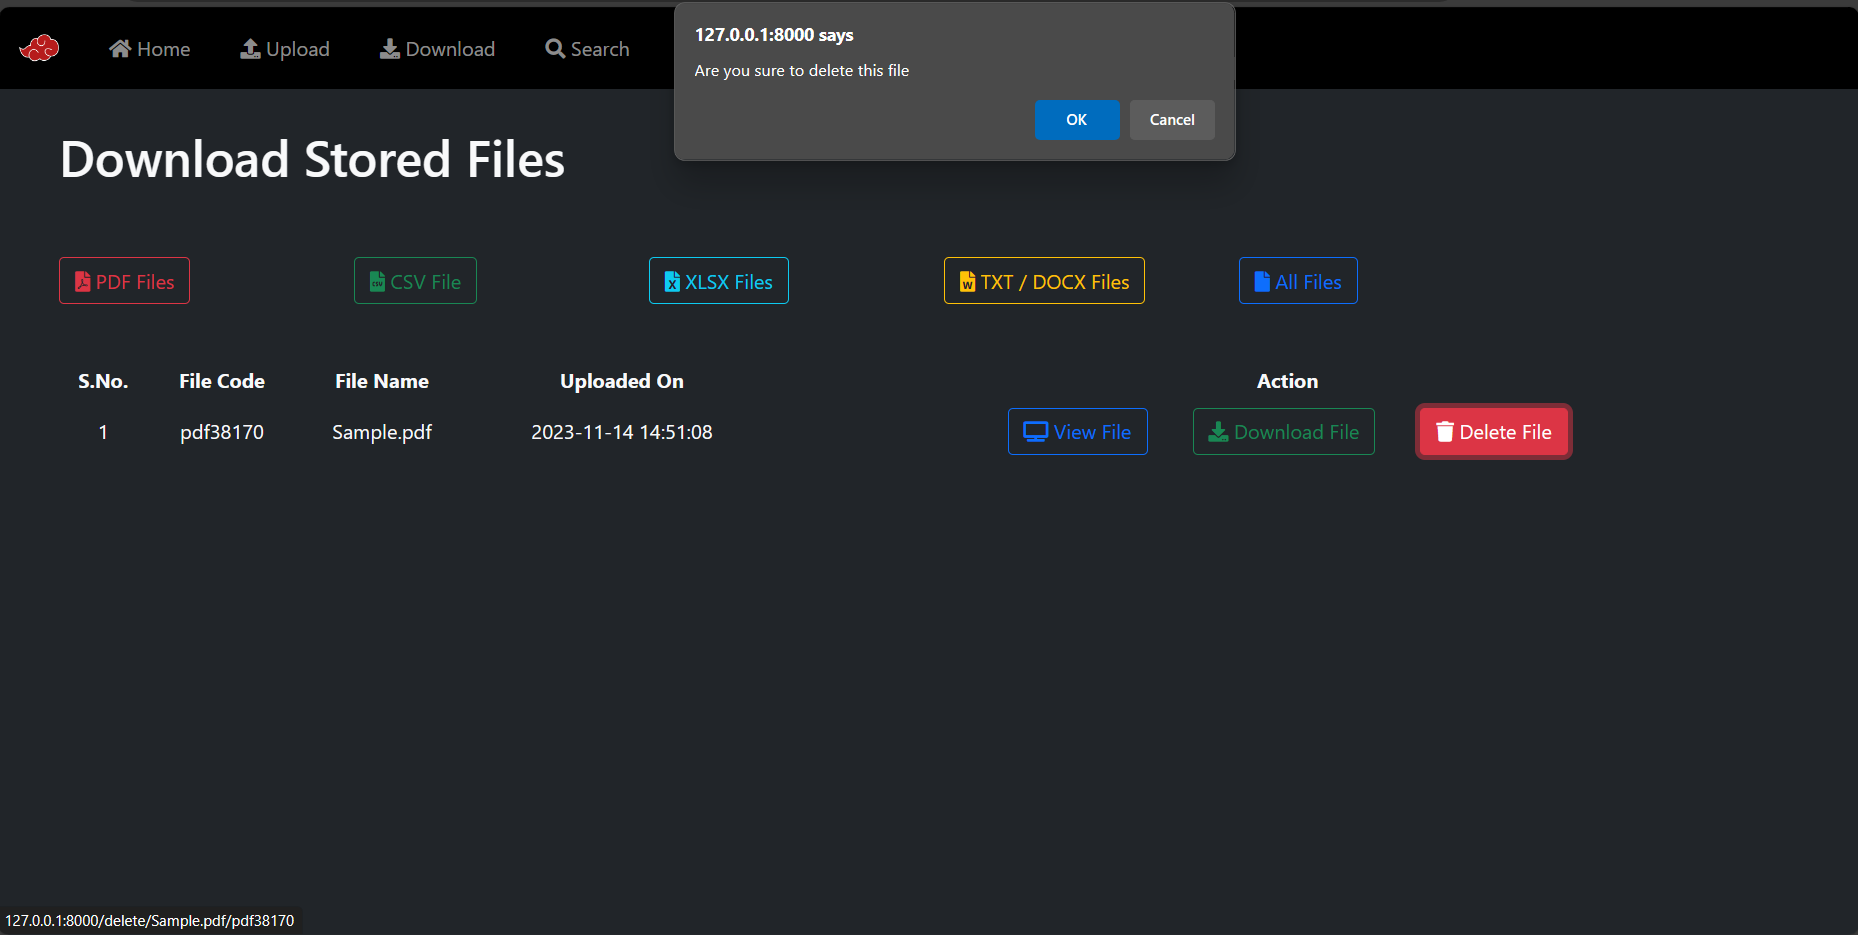 Home Upload Download Search
127.0.0.1:8000 says
Are you sure to delete this file
OK Cancel
Download Stored Files
PDF Files CSV File XLSX Files TXT / DOCX Files All Files
S.No. File Code File Name Uploaded On Action
1 pdf38170 Sample.pdf 2023-11-14 14:51:08 View File Download File Delete File
127.0.0.1:8000/delete/Sample.pdf/pdf38170